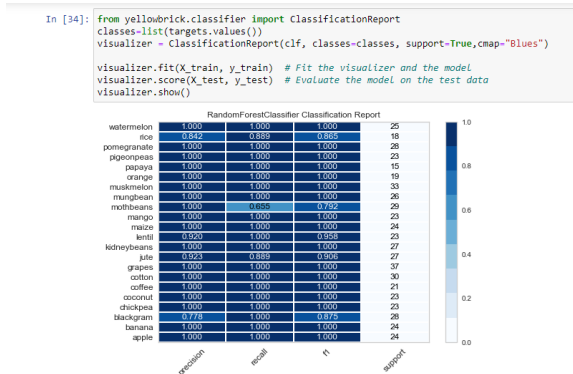 In [34]: from yellowbrick.classifier import ClassificationReport
classes=list(targets.values())
visualizer = ClassificationReport(clf, classes=classes, support=True,cmap="Blues")
visualizer.fit(X_train, y_train)  # Fit the visualizer and the model
visualizer.score(X_test, y_test)  # Evaluate the model on the test data
visualizer.show()
RandomForestClassifier Classification Report
watermelon 1.000 1.000 1.000 25 1.0
rice 0.842 0.889 0.865 18
pomegranate 1.000 1.000 1.000 28
pigeonpeas 1.000 1.000 1.000 23
papaya 1.000 1.000 1.000 15 0.8
orange 1.000 1.000 1.000 19
muskmelon 1.000 1.000 1.000 33
mungbean 1.000 1.000 1.000 26
mothbeans 1.000 0.655 0.792 29 0.6
mango 1.000 1.000 1.000 23
maize 1.000 1.000 1.000 24
lentil 0.920 1.000 0.958 23
kidneybeans 1.000 1.000 1.000 27 0.4
jute 0.923 0.889 0.906 27
grapes 1.000 1.000 1.000 37
cotton 1.000 1.000 1.000 30
coffee 1.000 1.000 1.000 21 0.2
coconut 1.000 1.000 1.000 23
chickpea 1.000 1.000 1.000 23
blackgram 0.778 1.000 0.875 28
banana 1.000 1.000 1.000 24
apple 1.000 1.000 1.000 24 0.0
precision recall f1 support